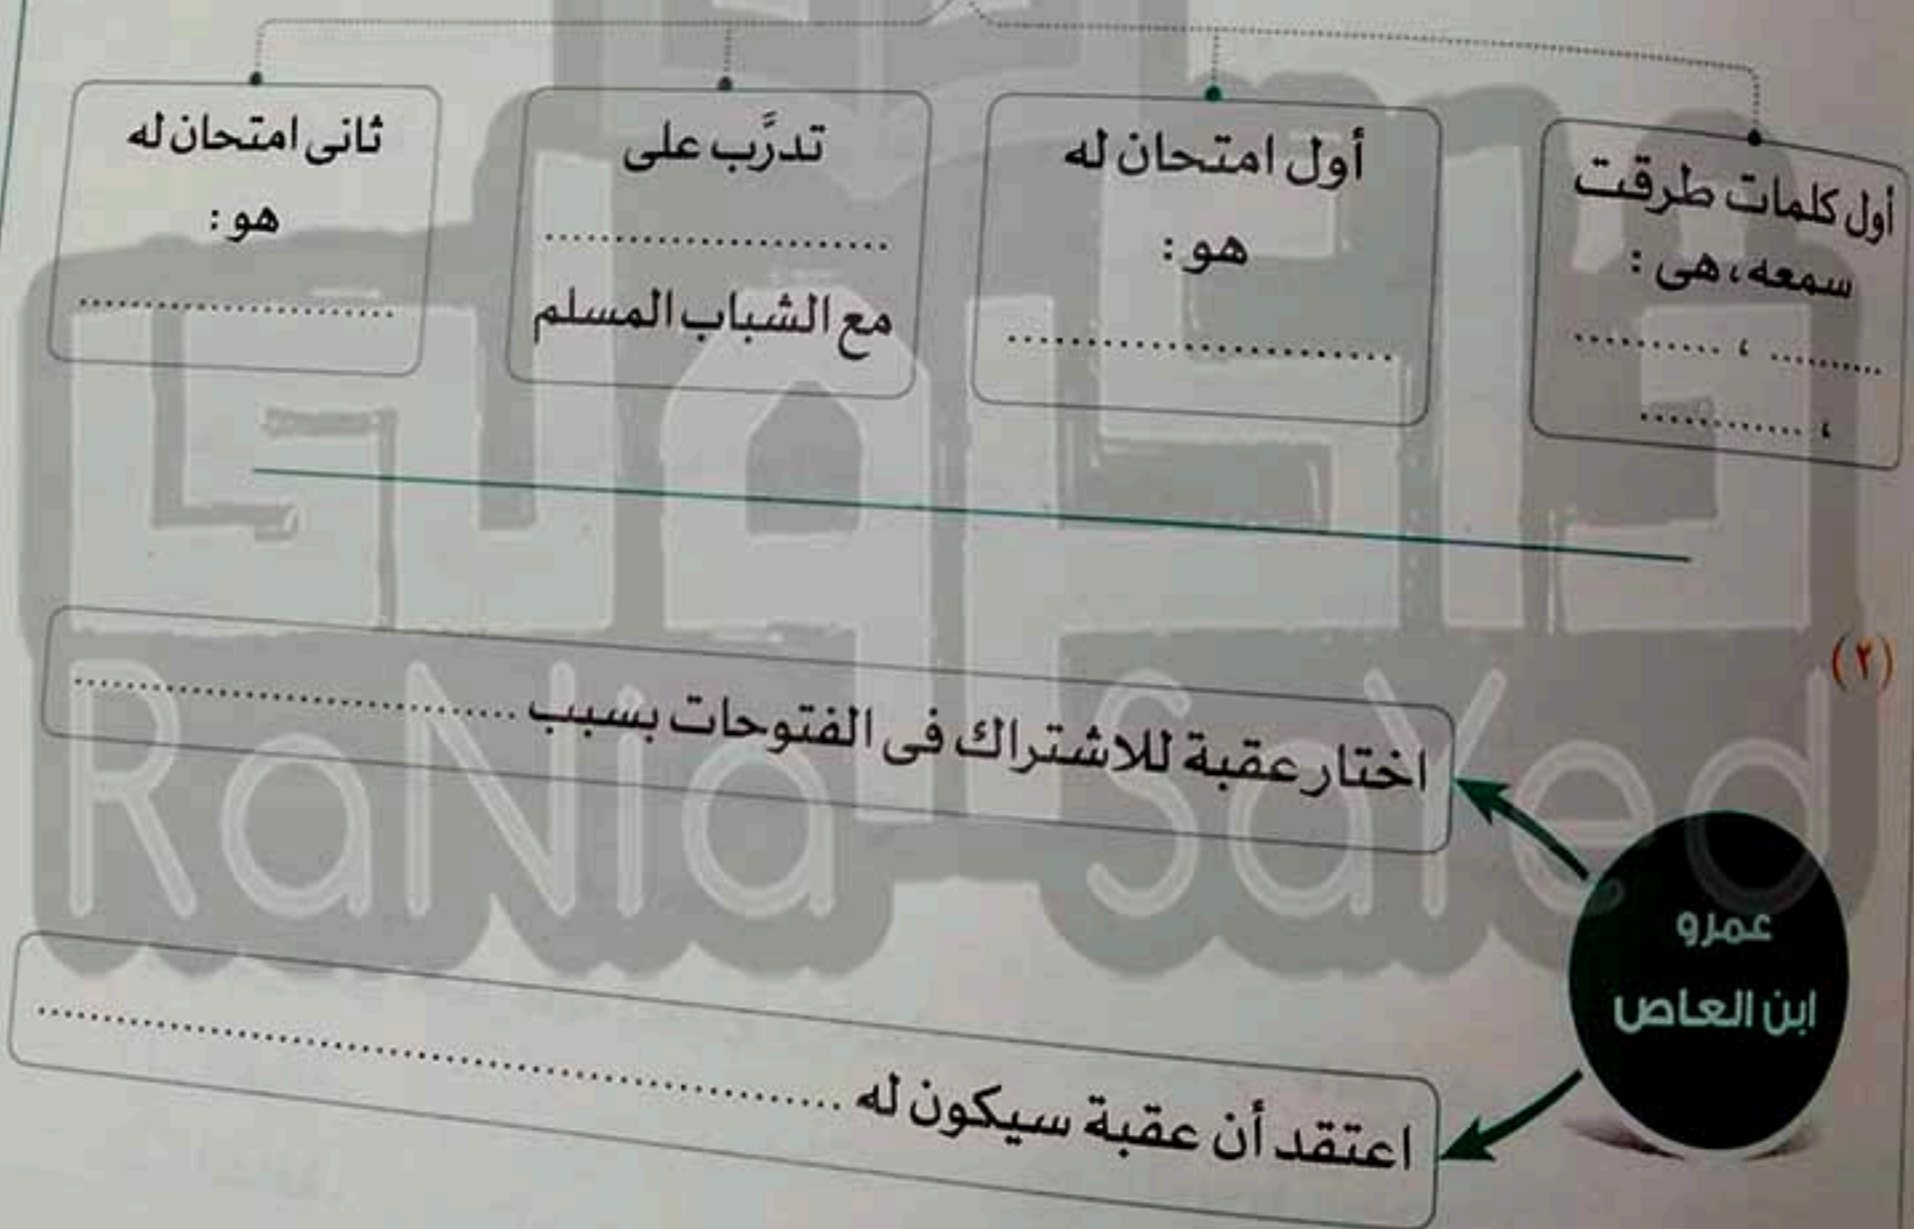 أول كلمات طرقت
سمعه، هى :
.......... ، ..........
، ..........
أول امتحان له
هو :
..........
تدرَّب على
..........
مع الشباب المسلم
ثانى امتحان له
هو :
..........
(٢)
اختار عقبة للاشتراك فى الفتوحات بسبب ..........
عمرو
ابن العاص
اعتقد أن عقبة سيكون له ..........
RaNia SaYed